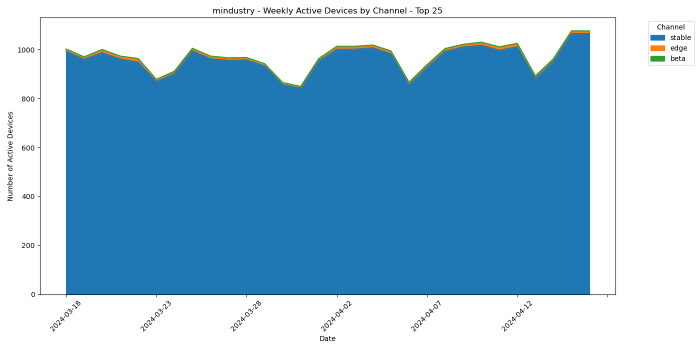 mindustry - Weekly Active Devices by Channel - Top 25
Channel
stable
edge
beta
Number of Active Devices
1000
800
600
400
200
0
2024-03-18
2024-03-23
2024-03-28
2024-04-02
2024-04-07
2024-04-12
Date